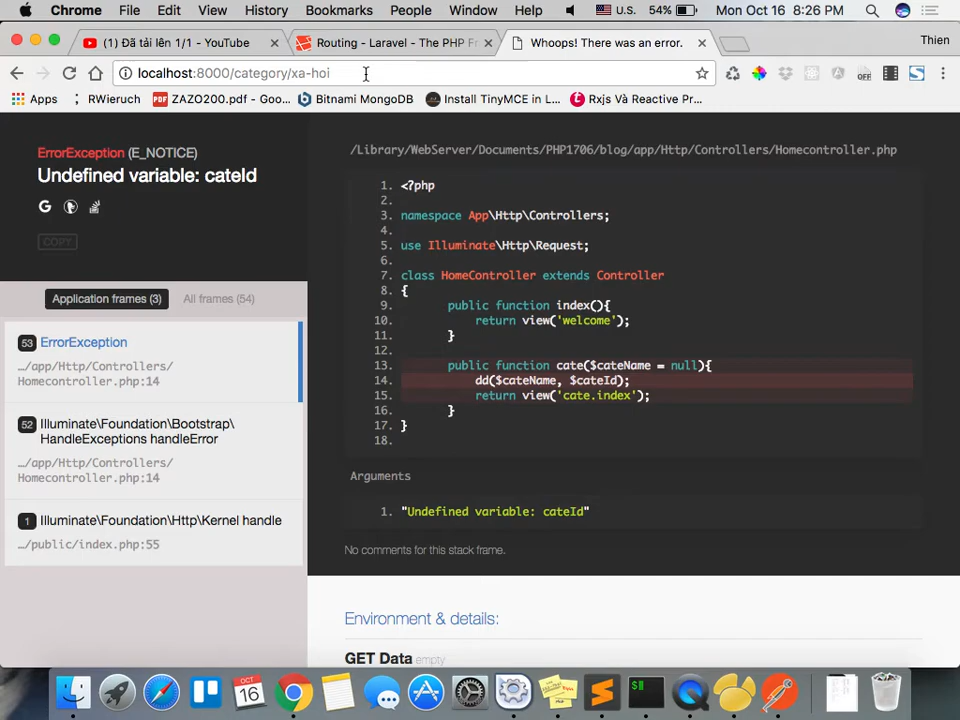 Chrome File Edit View History Bookmarks People Window Help U.S. 54% Mon Oct 16 8:26 PM
(1) Đã tải lên 1/1 - YouTube
Routing - Laravel - The PHP Fr
Whoops! There was an error.
Thien
localhost:8000/category/xa-hoi
OFF
Apps RWieruch ZAZO200.pdf - Goo... Bitnami MongoDB Install TinyMCE in L... Rxjs Và Reactive Pr...
ErrorException (E_NOTICE)
Undefined variable: cateId
COPY
Application frames (3) All frames (54)
53 ErrorException
.../app/Http/Controllers/
Homecontroller.php:14
52 Illuminate\Foundation\Bootstrap\
HandleExceptions handleError
.../app/Http/Controllers/
Homecontroller.php:14
1 Illuminate\Foundation\Http\Kernel handle
.../public/index.php:55
/Library/WebServer/Documents/PHP1706/blog/app/Http/Controllers/Homecontroller.php
1. <?php
2.
3. namespace App\Http\Controllers;
4.
5. use Illuminate\Http\Request;
6.
7. class HomeController extends Controller
8. {
9. public function index(){
10. return view('welcome');
11. }
12.
13. public function cate($cateName = null){
14. dd($cateName, $cateId);
15. return view('cate.index');
16. }
17. }
18.
Arguments
1. "Undefined variable: cateId"
No comments for this stack frame.
Environment & details:
GET Data empty
OCT
16